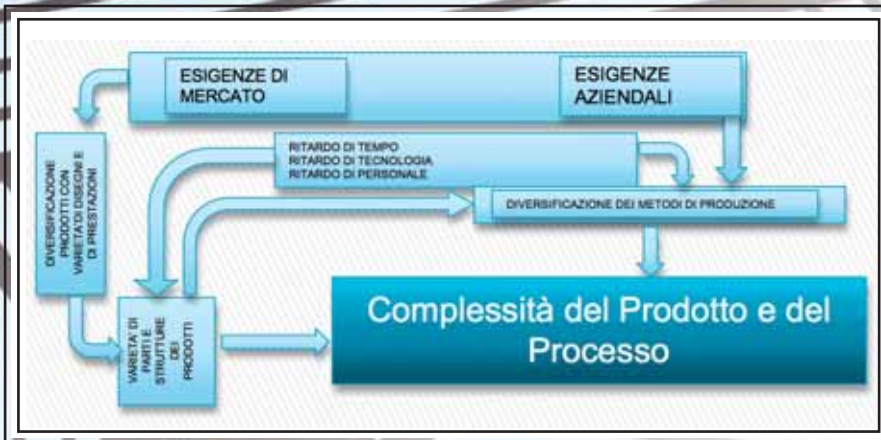 ESIGENZE DI
MERCATO
ESIGENZE
AZIENDALI
RITARDO DI TEMPO
RITARDO DI TECNOLOGIA
RITARDO DI PERSONALE
DIVERSIFICAZIONE
PRODOTTI CON
VARIETA' DI DISEGNI E
DI PRESTAZIONI
DIVERSIFICAZIONE DEI METODI DI PRODUZIONE
VARIETA' DI
PARTI E
STRUTTURE
DEI
PRODOTTI
Complessità del Prodotto e del
Processo